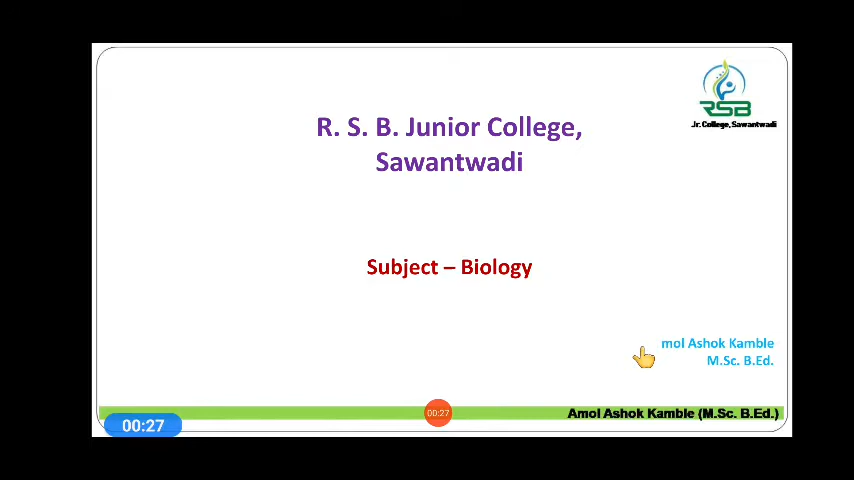 RSB
Jr. College, Sawantwadi
R. S. B. Junior College,
Sawantwadi
Subject – Biology
mol Ashok Kamble
M.Sc. B.Ed.
00:27
Amol Ashok Kamble (M.Sc. B.Ed.)
00:27